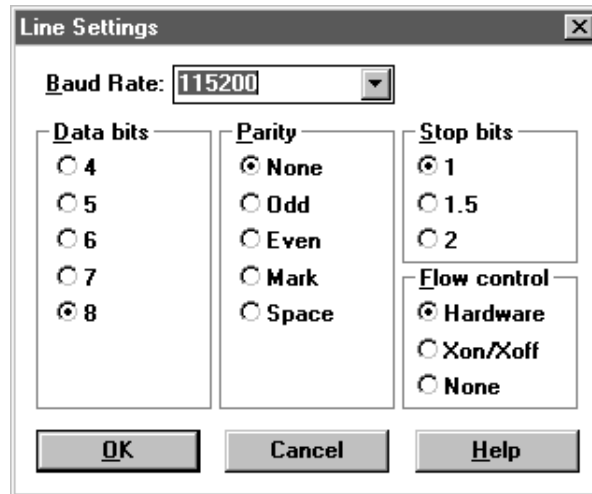 Line Settings
Baud Rate: 115200
Data bits
4
5
6
7
8
Parity
None
Odd
Even
Mark
Space
Stop bits
1
1.5
2
Flow control
Hardware
Xon/Xoff
None
OK
Cancel
Help